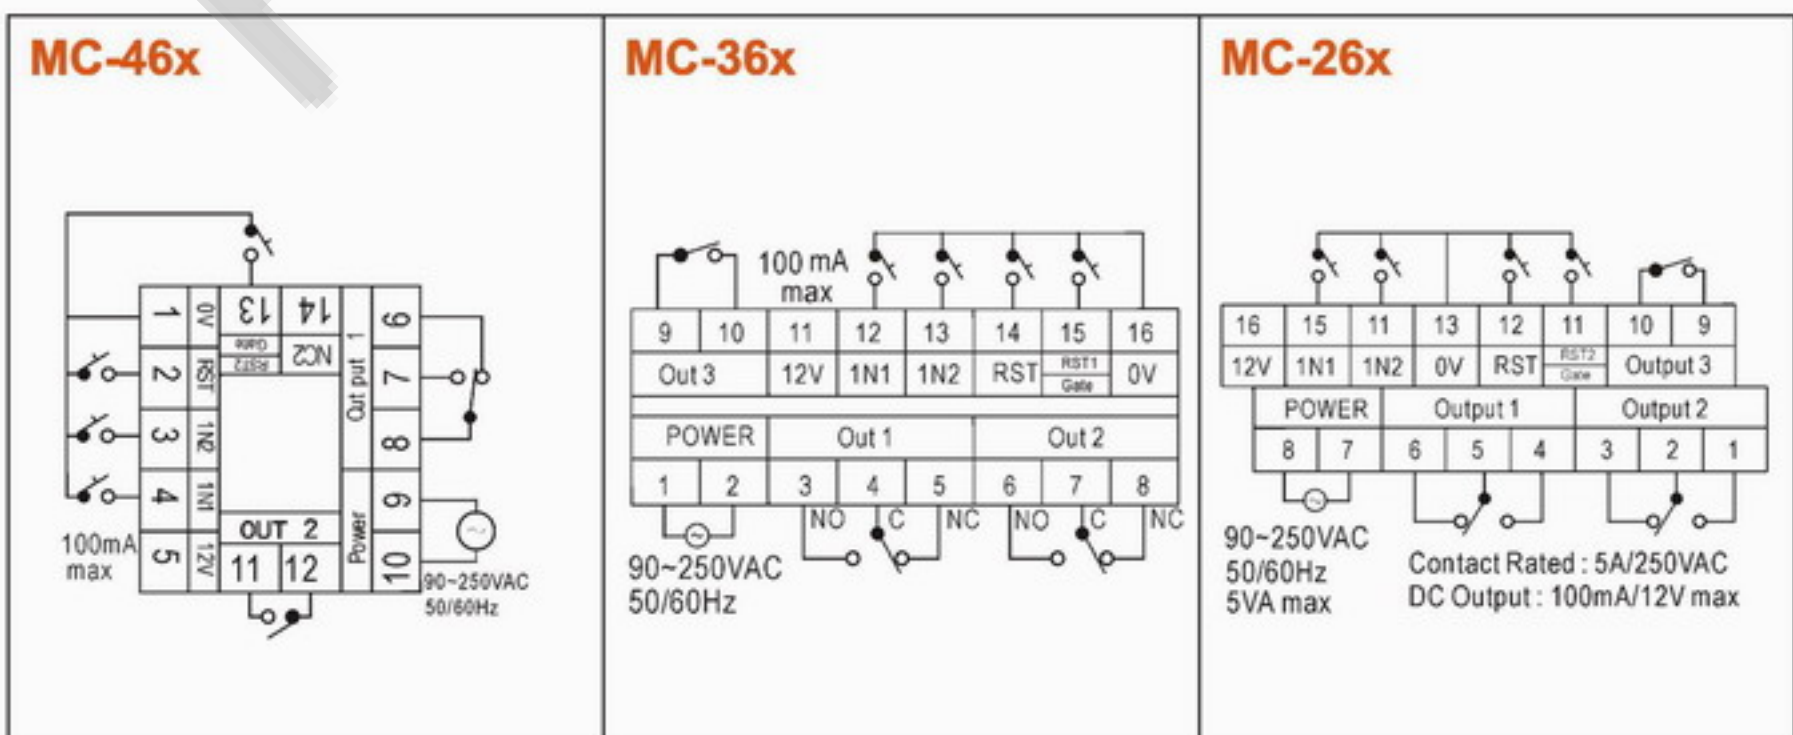 MC-46x
13 14
Gate
RST2
NC2
1 0V
2 RST
3 1N2
4 1N1
5 12V
100mA
max
Out put 1
6
7
8
Power
9
10
OUT 2
11 12
90~250VAC
50/60Hz
MC-36x
100 mA
max
9 10 11 12 13 14 15 16
Out 3 12V 1N1 1N2 RST RST1 Gate 0V
POWER Out 1 Out 2
1 2 3 4 5 6 7 8
NO C NC NO C NC
90~250VAC
50/60Hz
MC-26x
16 15 11 13 12 11 10 9
12V 1N1 1N2 0V RST RST2 Gate Output 3
POWER Output 1 Output 2
8 7 6 5 4 3 2 1
90~250VAC
50/60Hz
5VA max
Contact Rated : 5A/250VAC
DC Output : 100mA/12V max